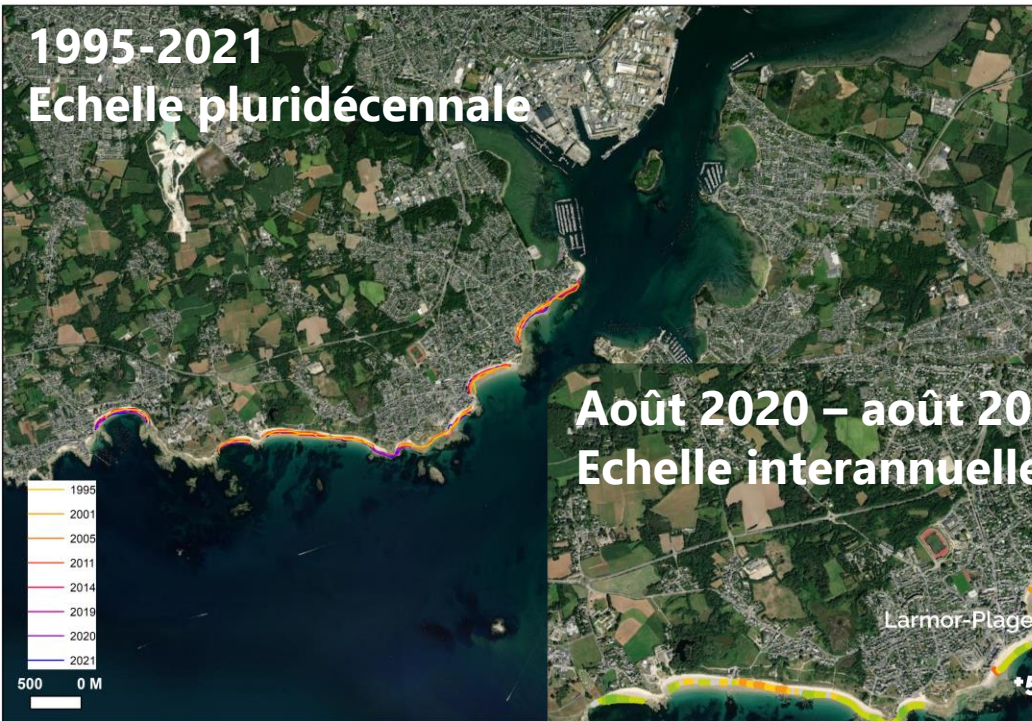 1995-2021
Echelle pluridécennale
Août 2020 – août 20
Echelle interannuelle
1995
2001
2005
2011
2014
2019
2020
2021
500 0 M
Larmor-Plage